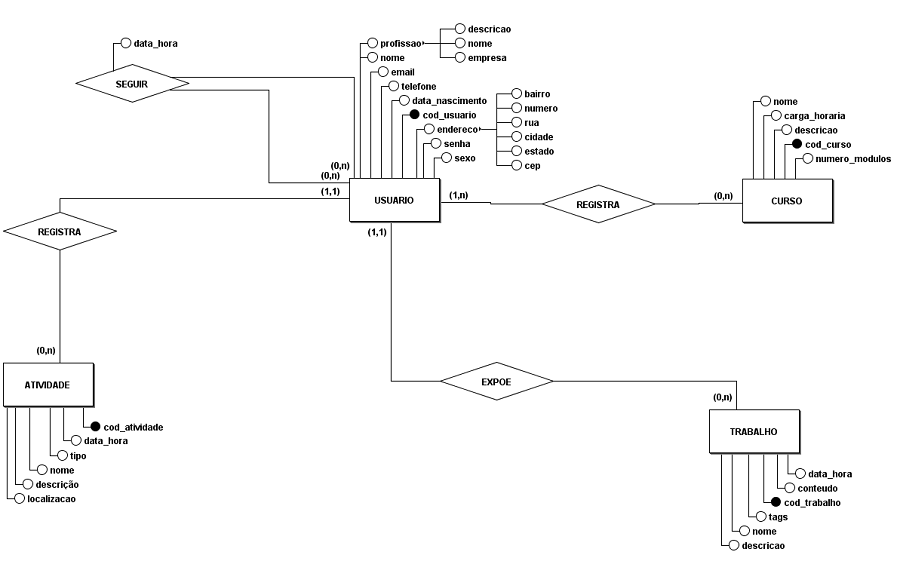 data_hora
SEGUIR
profissao
descricao
nome
empresa
nome
email
telefone
data_nascimento
cod_usuario
endereco
bairro
numero
rua
cidade
estado
cep
senha
sexo
(0,n)
(0,n)
(1,1)
USUARIO
(1,n)
REGISTRA
(0,n)
nome
carga_horaria
descricao
cod_curso
numero_modulos
CURSO
REGISTRA
(1,1)
(0,n)
ATIVIDADE
cod_atividade
data_hora
tipo
nome
descrição
localizacao
EXPOE
(0,n)
TRABALHO
data_hora
conteudo
cod_trabalho
tags
nome
descricao